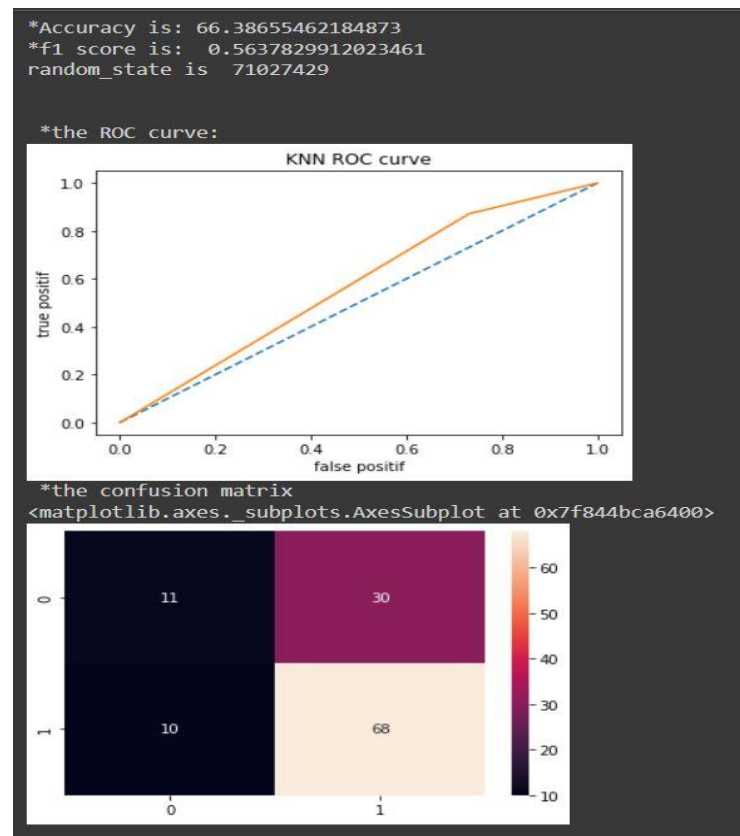 *Accuracy is: 66.38655462184873
*f1 score is:  0.5637829912023461
random_state is  71027429
*the ROC curve:
KNN ROC curve
1.0
0.8
0.6
0.4
0.2
0.0
true positif
0.0 0.2 0.4 0.6 0.8 1.0
false positif
*the confusion matrix
<matplotlib.axes._subplots.AxesSubplot at 0x7f844bca6400>
0 11 30
1 10 68
0 1
60
50
40
30
20
10